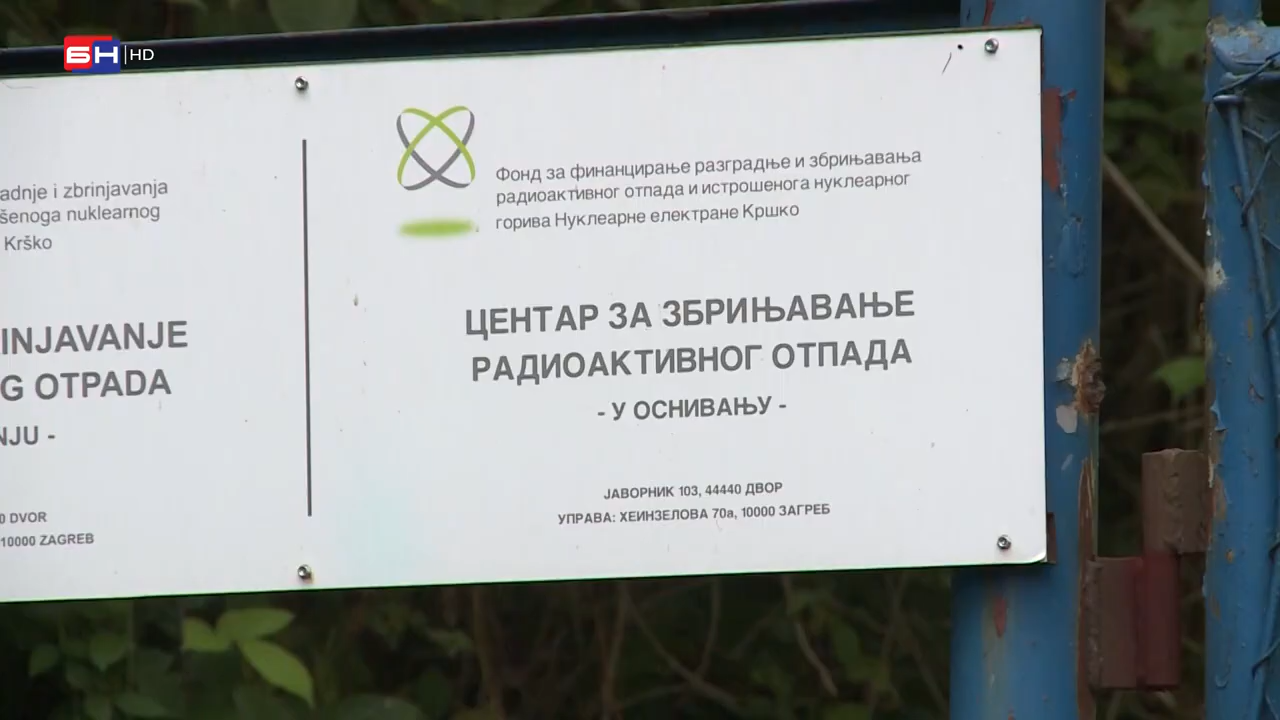 БН HD
adnje i zbrinjavanja
šenoga nuklearnog
Krško
INJAVANJE
G OTPADA
NJU -
0 DVOR
10000 ZAGREB
Фонд за финанцирање разградње и збрињавања
радиоактивног отпада и истрошенога нуклеарног
горива Нуклеарне електране Кршко
ЦЕНТАР ЗА ЗБРИЊАВАЊЕ
РАДИОАКТИВНОГ ОТПАДА
- У ОСНИВАЊУ -
ЈАВОРНИК 103, 44440 ДВОР
УПРАВА: ХЕИНЗЕЛОВА 70а, 10000 ЗАГРЕБ